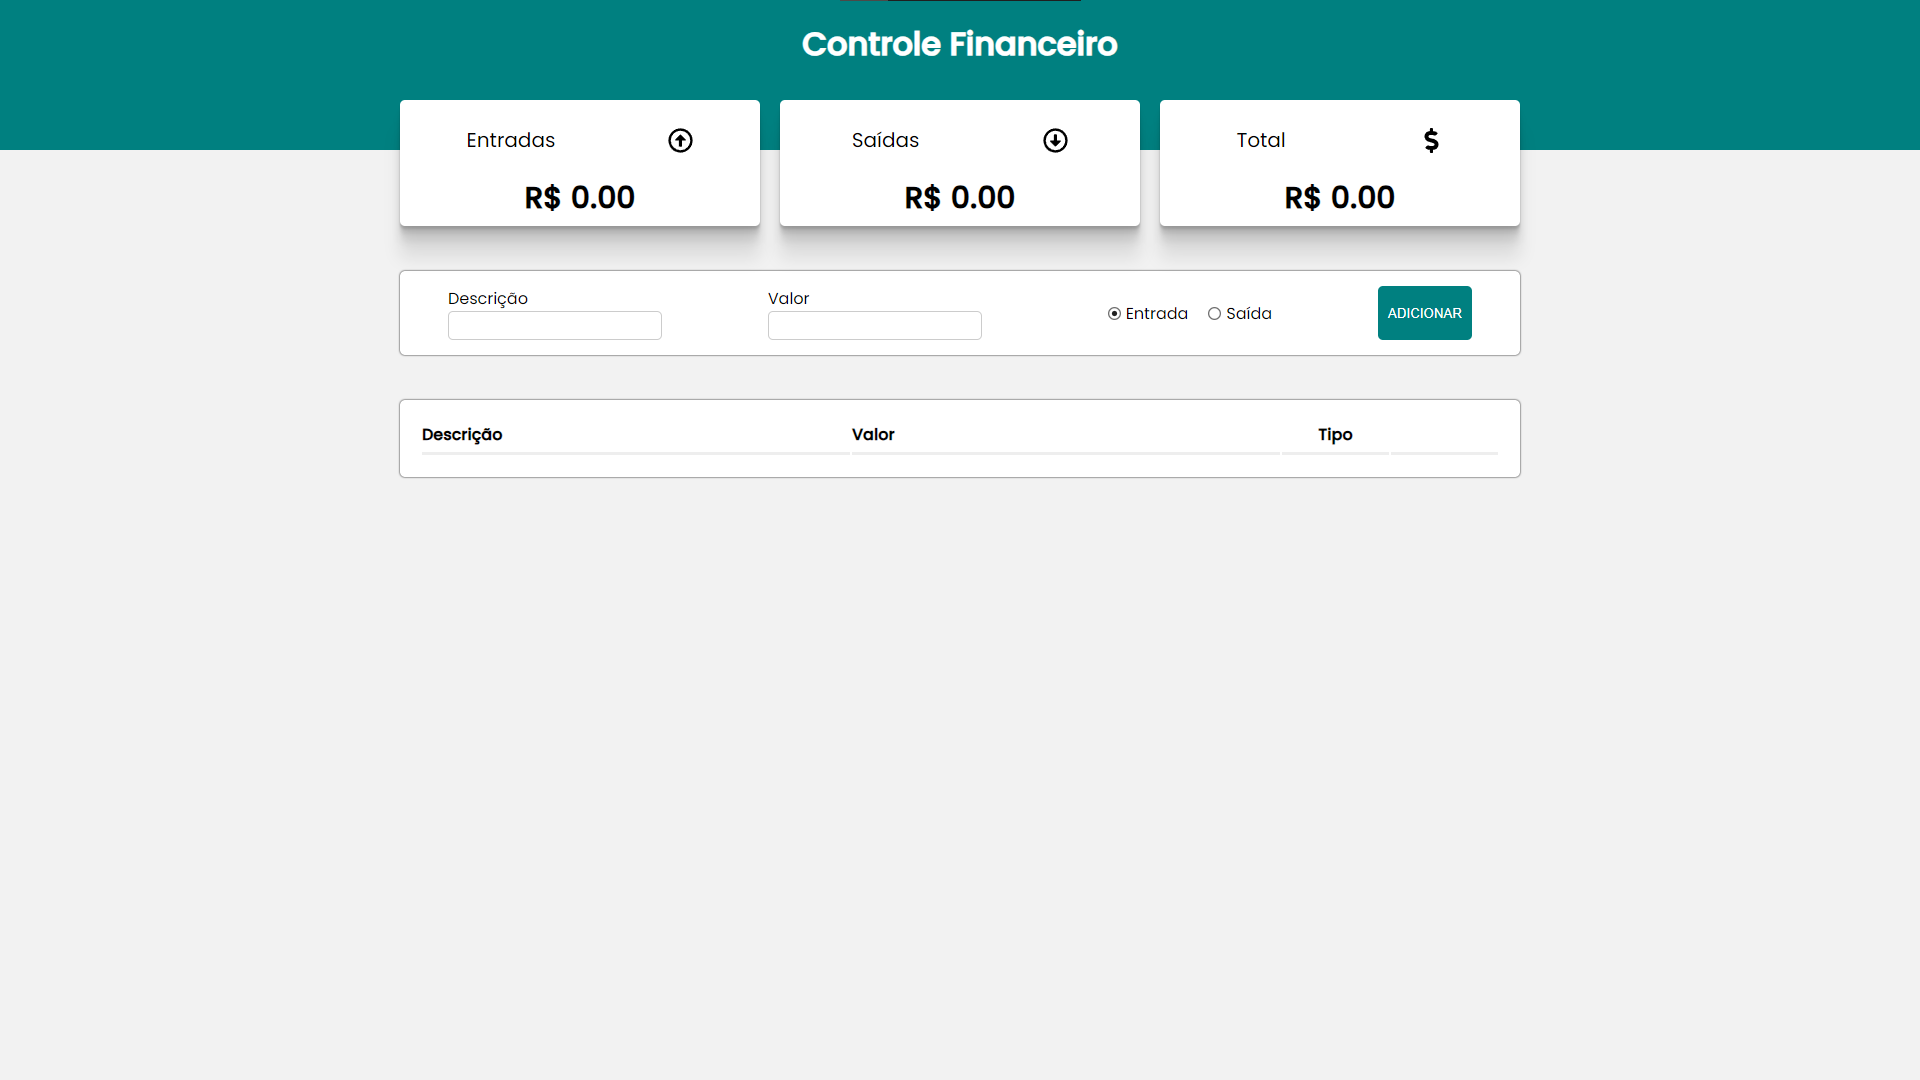 Controle Financeiro
Entradas
R$ 0.00
Saídas
R$ 0.00
Total
R$ 0.00
Descrição
Valor
Entrada Saída
ADICIONAR
Descrição Valor Tipo